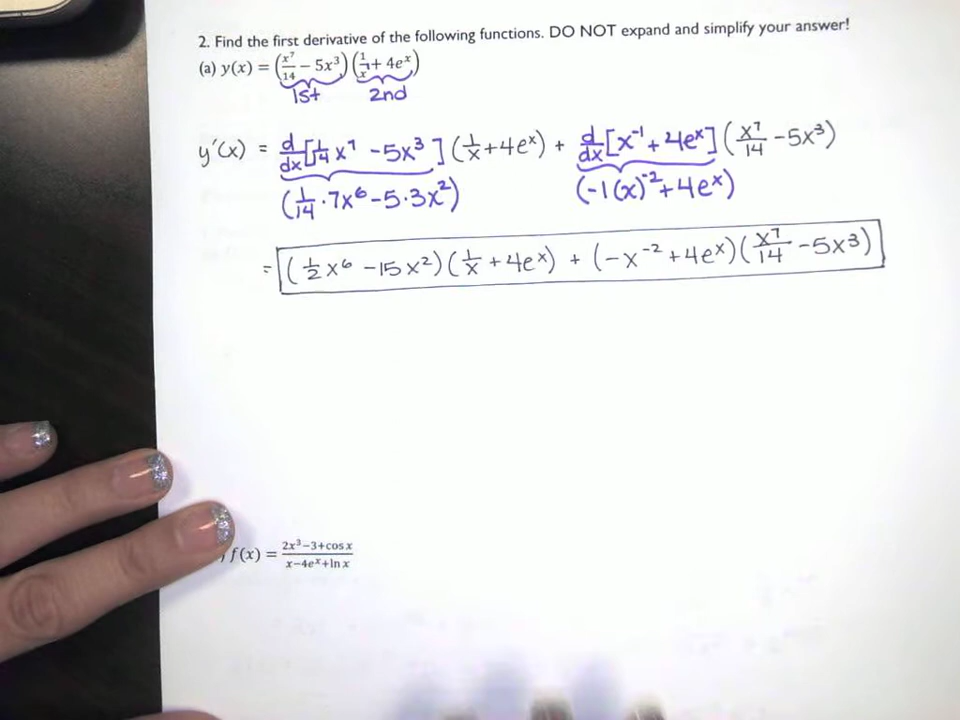 2. Find the first derivative of the following functions. DO NOT expand and simplify your answer!
(a) y(x) = (x⁷/14 − 5x³)(1/x + 4eˣ)
1st 2nd
y'(x) = d/dx[1/14 x⁷ − 5x³](1/x + 4eˣ) + d/dx[x⁻¹ + 4eˣ](x⁷/14 − 5x³)
(1/14 · 7x⁶ − 5·3x²) (−1(x)⁻² + 4eˣ)
= (1/2 x⁶ − 15x²)(1/x + 4eˣ) + (−x⁻² + 4eˣ)(x⁷/14 − 5x³)
) f(x) = 2x³−3+cos x / x−4eˣ+ln x